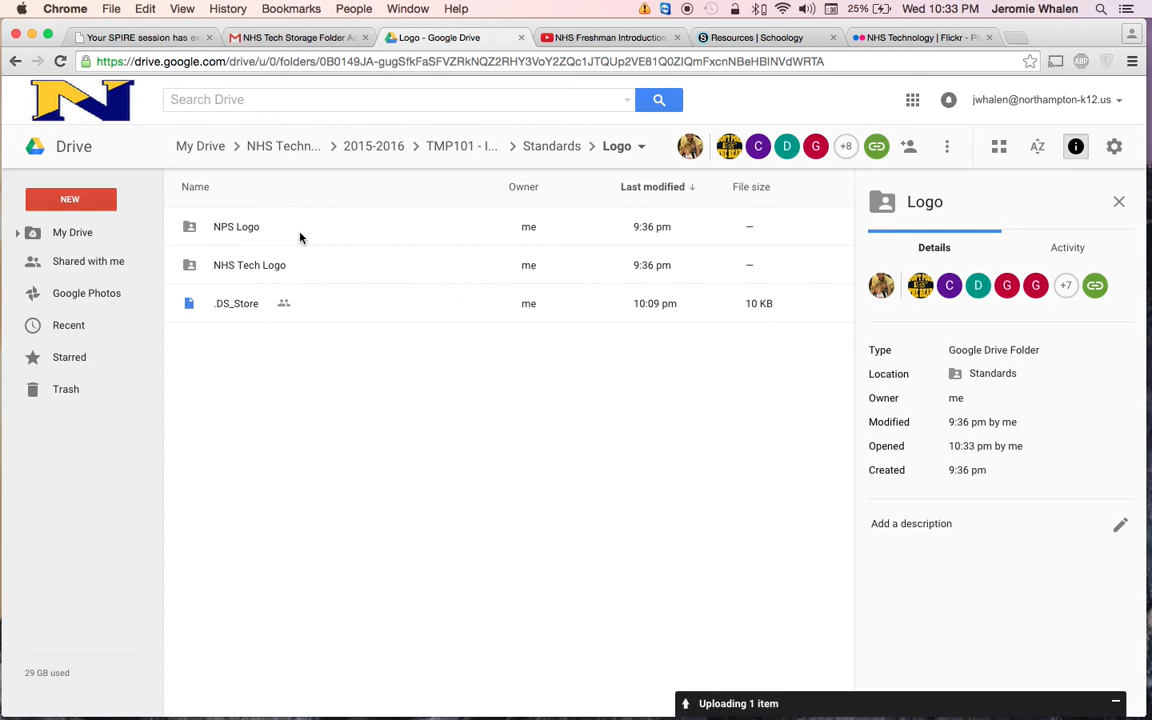 Chrome File Edit View History Bookmarks People Window Help 25% Wed 10:33 PM Jeromie Whalen
Your SPIRE session has ex NHS Tech Storage Folder Ac Logo - Google Drive NHS Freshman Introduction Resources | Schoology NHS Technology | Flickr - Ph
https://drive.google.com/drive/u/0/folders/0B0149JA-gugSfkFaSFVZRkNQZ2RHY3VoY2ZQc1JTQUp2VE81Q0ZIQmFxcnNBeHBINVdWRTA
ABP
N Search Drive jwhalen@northampton-k12.us
Drive My Drive NHS Techn... 2015-2016 TMP101 - I... Standards Logo +8
NEW
My Drive
Shared with me
Google Photos
Recent
Starred
Trash
29 GB used
Name Owner Last modified File size
NPS Logo me 9:36 pm —
NHS Tech Logo me 9:36 pm —
.DS_Store me 10:09 pm 10 KB
Logo
Details Activity
C D G G +7
Type Google Drive Folder
Location Standards
Owner me
Modified 9:36 pm by me
Opened 10:33 pm by me
Created 9:36 pm
Add a description
Uploading 1 item